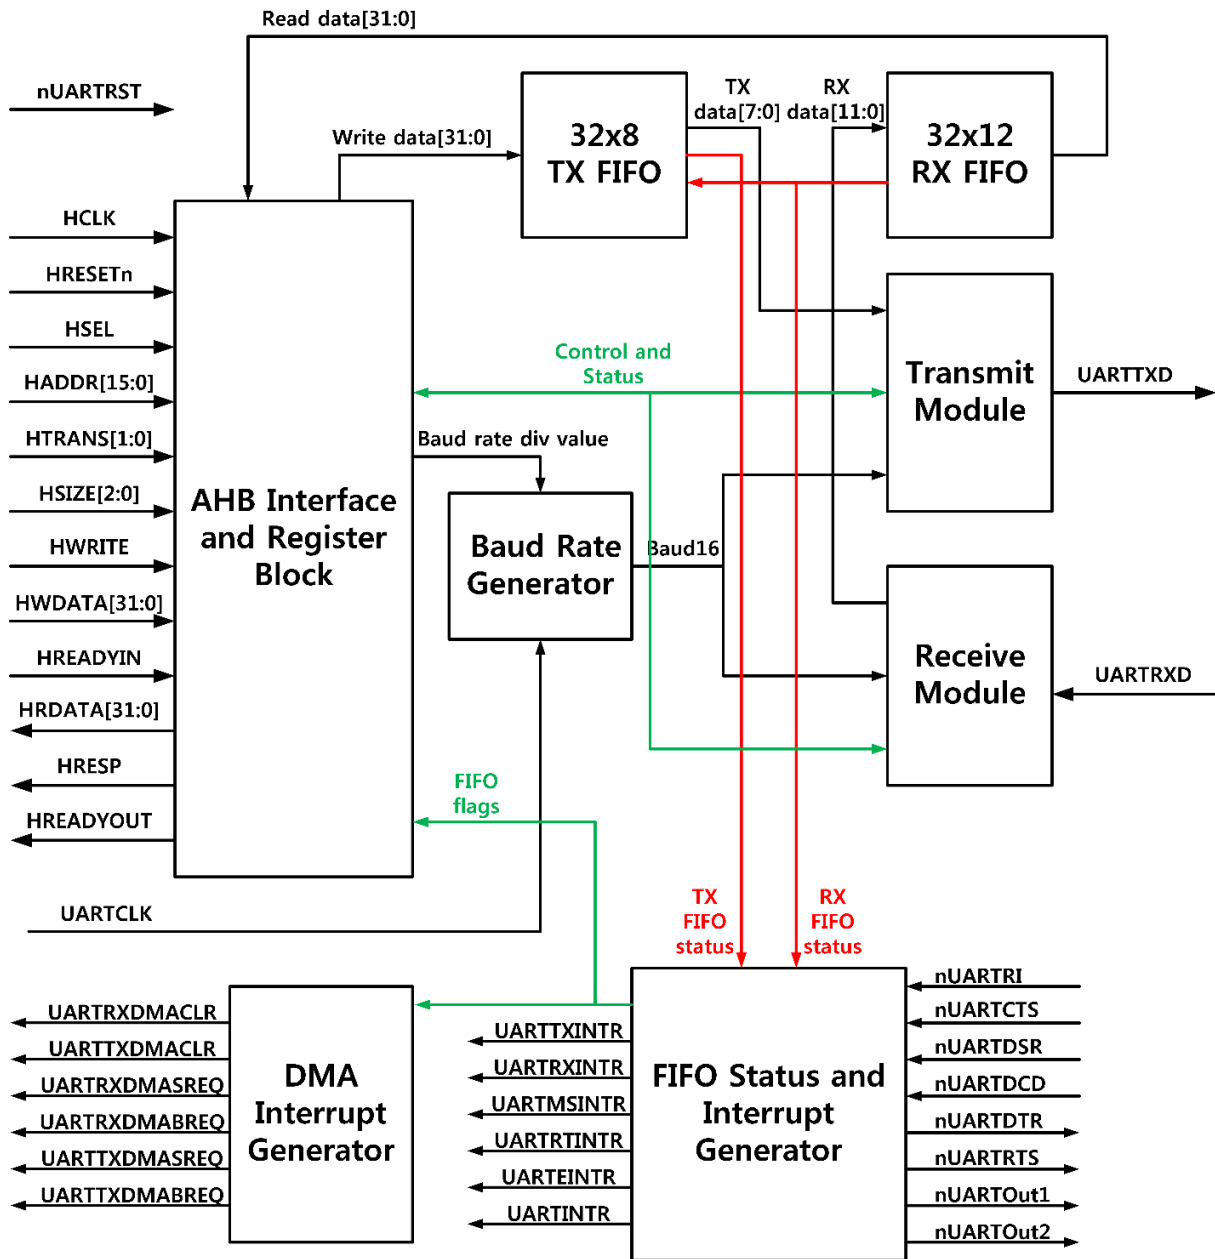 Read data[31:0]
nUARTRST
Write data[31:0]
32x8
TX FIFO
TX
data[7:0]
RX
data[11:0]
32x12
RX FIFO
HCLK
HRESETn
HSEL
HADDR[15:0]
HTRANS[1:0]
HSIZE[2:0]
HWRITE
HWDATA[31:0]
HREADYIN
HRDATA[31:0]
HRESP
HREADYOUT
AHB Interface
and Register
Block
Control and
Status
Transmit
Module
UARTTXD
Baud rate div value
Baud Rate
Generator
Baud16
Receive
Module
UARTRXD
FIFO
flags
UARTCLK
TX
FIFO
status
RX
FIFO
status
UARTRXDMACLR
UARTTXDMACLR
UARTRXDMASREQ
UARTRXDMABREQ
UARTTXDMASREQ
UARTTXDMABREQ
DMA
Interrupt
Generator
UARTTXINTR
UARTRXINTR
UARTMSINTR
UARTRTINTR
UARTEINTR
UARTINTR
FIFO Status and
Interrupt
Generator
nUARTRI
nUARTCTS
nUARTDSR
nUARTDCD
nUARTDTR
nUARTRTS
nUARTOut1
nUARTOut2